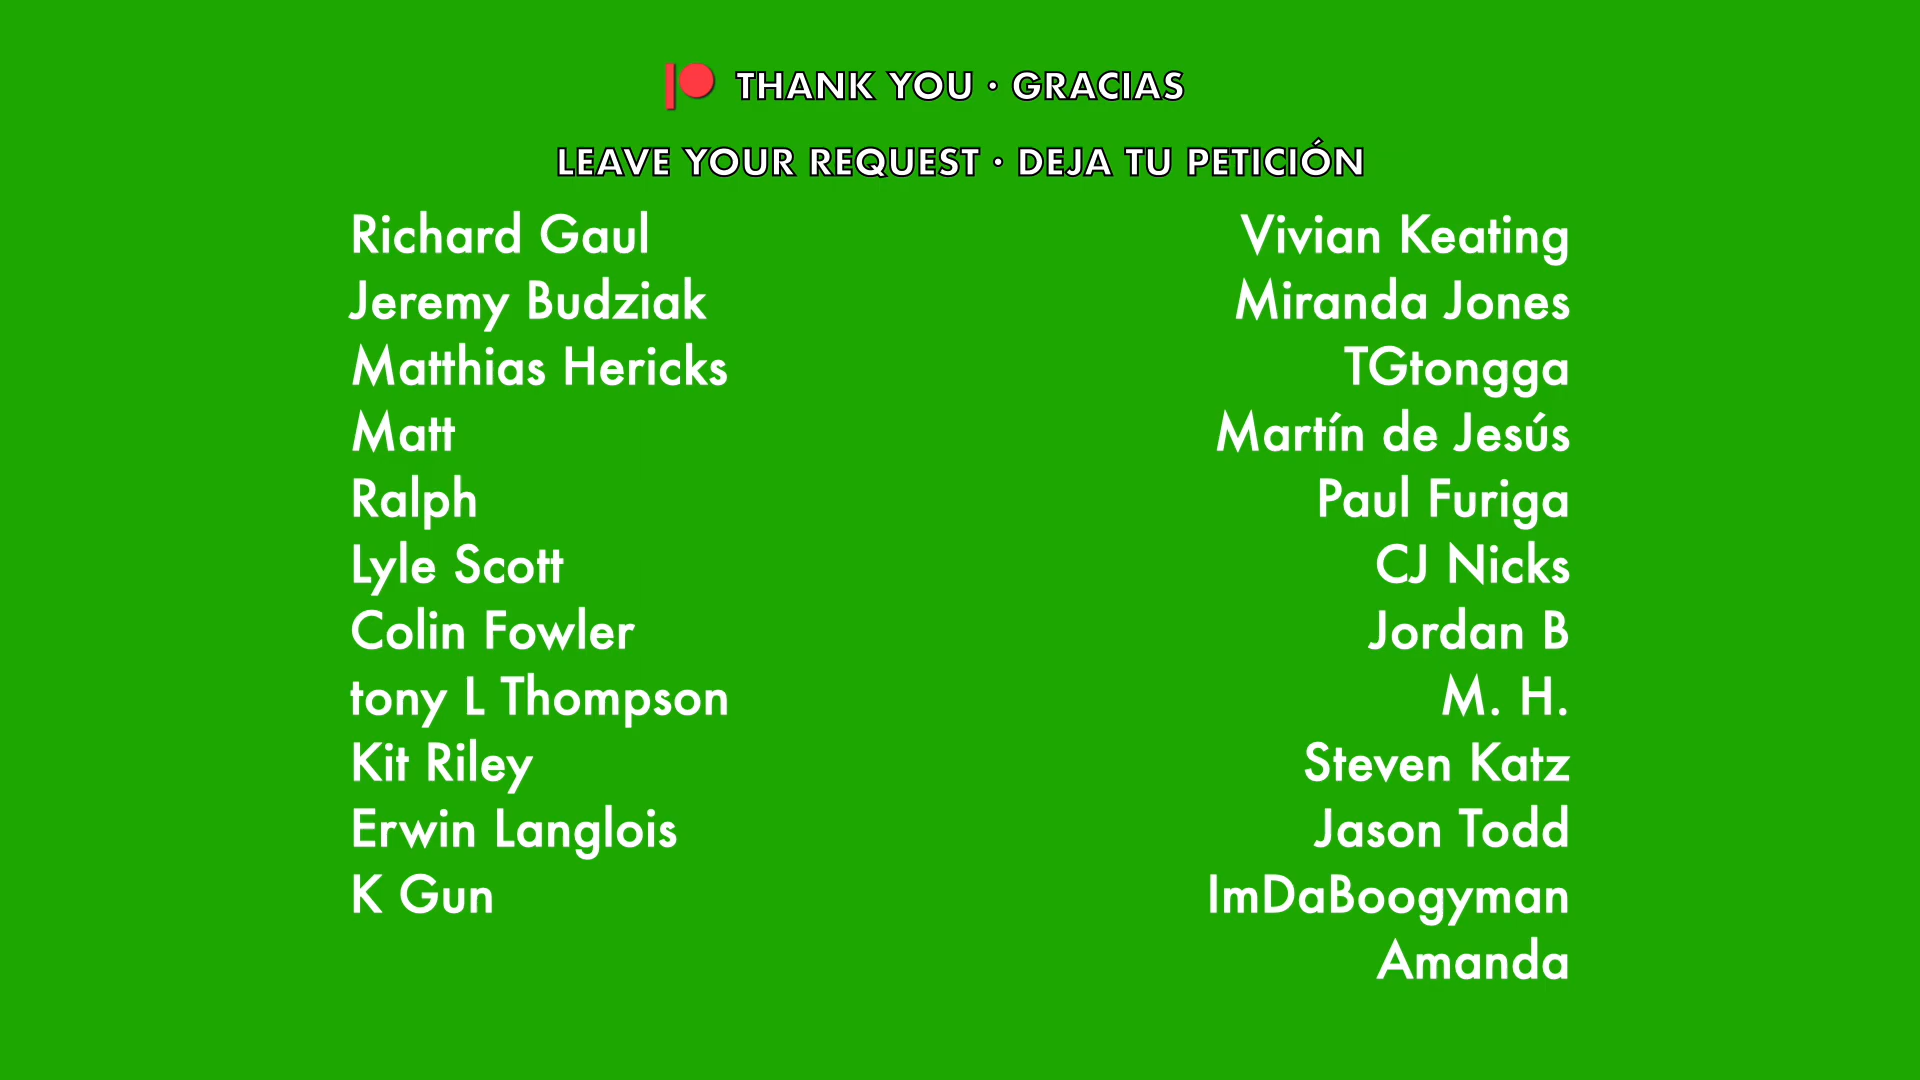 THANK YOU · GRACIAS
LEAVE YOUR REQUEST · DEJA TU PETICIÓN
Richard Gaul
Jeremy Budziak
Matthias Hericks
Matt
Ralph
Lyle Scott
Colin Fowler
tony L Thompson
Kit Riley
Erwin Langlois
K Gun
Vivian Keating
Miranda Jones
TGtongga
Martín de Jesús
Paul Furiga
CJ Nicks
Jordan B
M. H.
Steven Katz
Jason Todd
ImDaBoogyman
Amanda